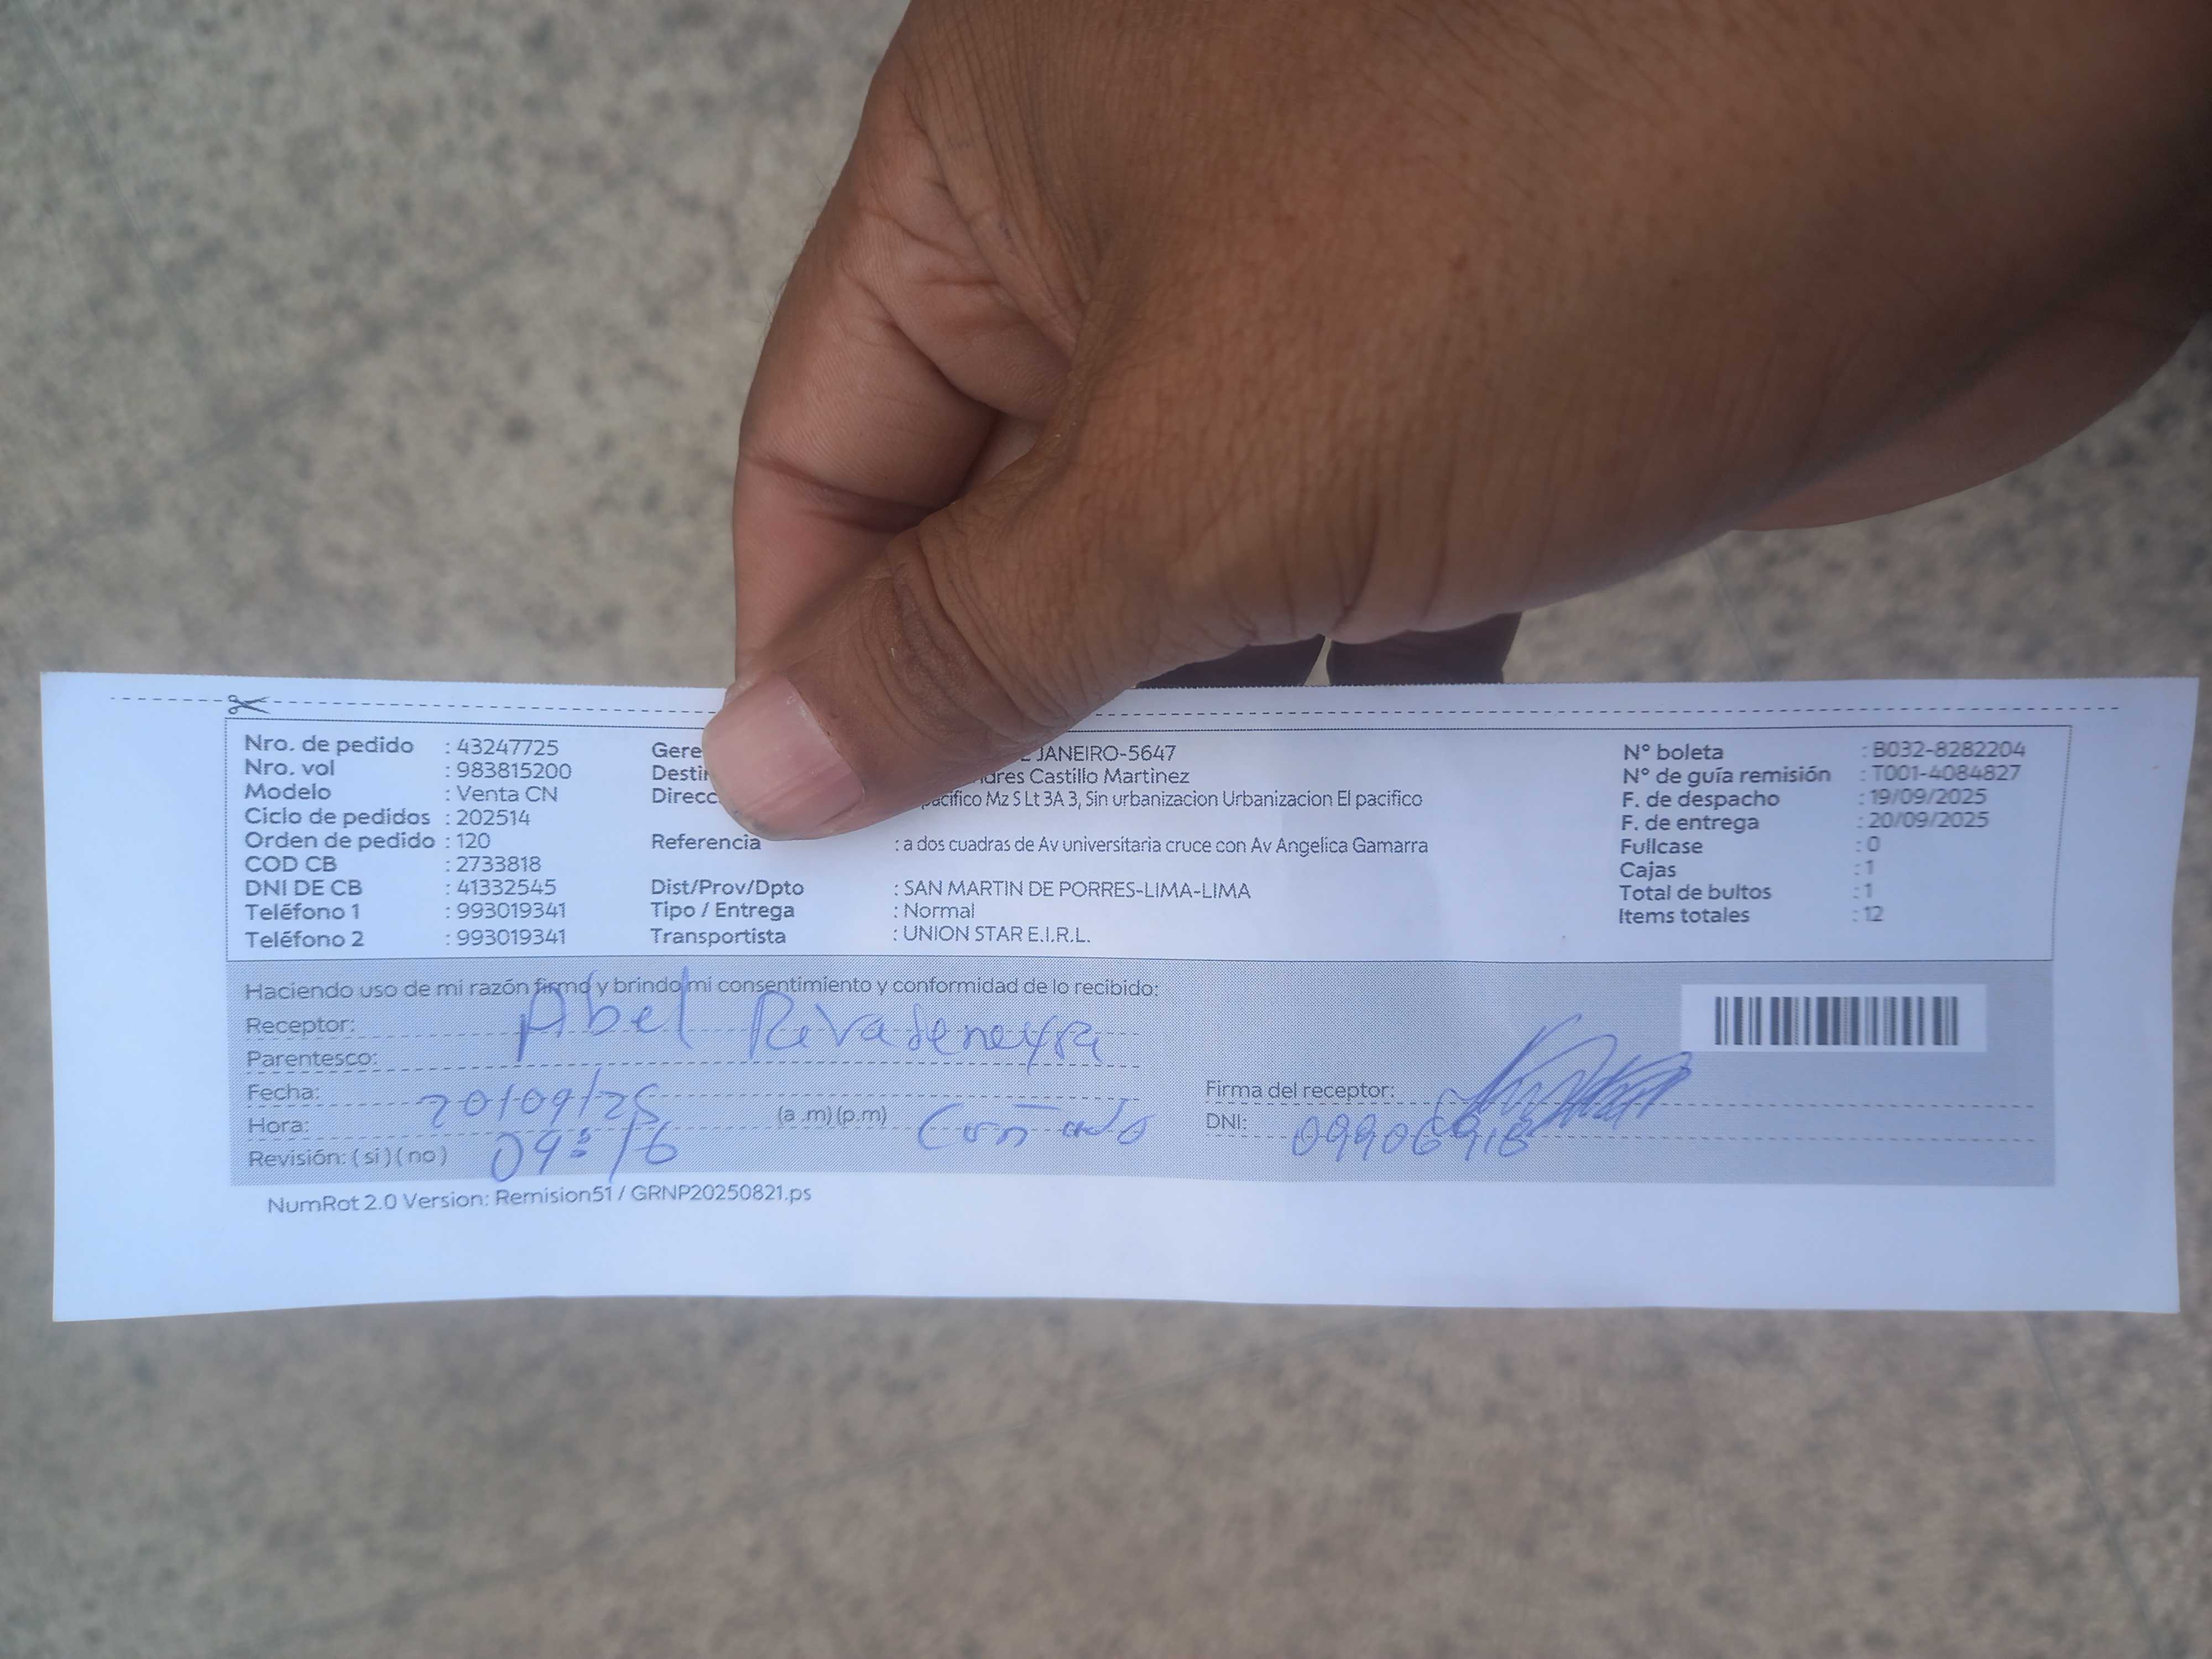 Nro. de pedido : 43247725
Nro. vol : 983815200
Modelo : Venta CN
Ciclo de pedidos : 202514
Orden de pedido : 120
COD CB : 2733818
DNI DE CB : 41332545
Teléfono 1 : 993019341
Teléfono 2 : 993019341
JANEIRO-5647
Castillo Martinez
Mz S Lt 3A 3, Sin urbanizacion Urbanizacion El pacifico
Referencia : a dos cuadras de Av universitaria cruce con Av Angelica Gamarra
Dist/Prov/Dpto : SAN MARTIN DE PORRES-LIMA-LIMA
Tipo / Entrega : Normal
Transportista : UNION STAR E.I.R.L.
N° boleta : B032-8282204
N° de guía remisión : T001-4084827
F. de despacho : 19/09/2025
F. de entrega : 20/09/2025
Fullcase : 0
Cajas : 1
Total de bultos : 1
Items totales : 12
Haciendo uso de mi razón firmo y brindo mi consentimiento y conformidad de lo recibido:
Receptor: Abel Rivadeneyra
Parentesco:
Fecha: 20/09/25
Hora: 09:16 (a .m) (p.m)
Revisión: ( si ) ( no )
Firma del receptor:
DNI: 09906918
NumRot 2.0 Version: Remision51 / GRNP20250821.ps